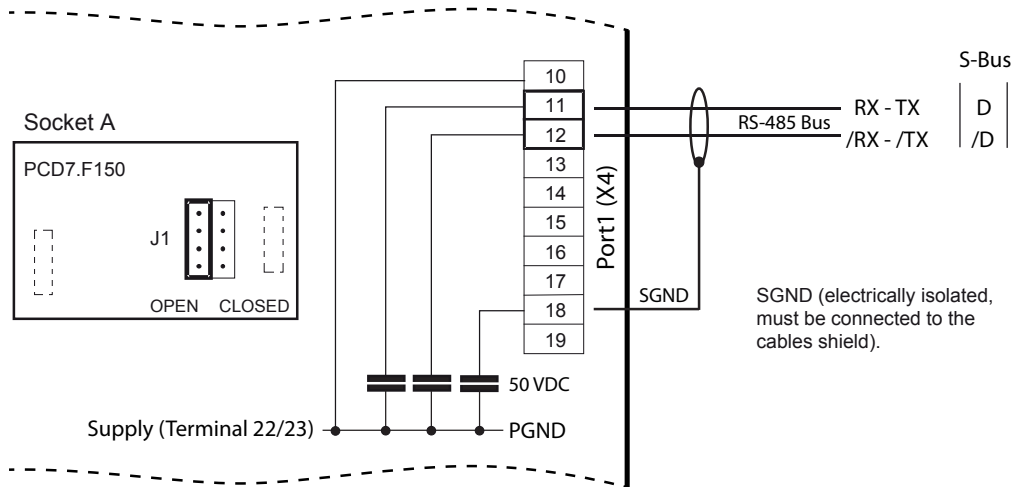 Socket A
PCD7.F150
J1
OPEN CLOSED
10
11
12
13
14
15
16
17
18
19
Port1 (X4)
S-Bus
RX - TX D
RS-485 Bus
/RX - /TX /D
SGND
SGND (electrically isolated,
must be connected to the
cables shield).
50 VDC
Supply (Terminal 22/23) PGND